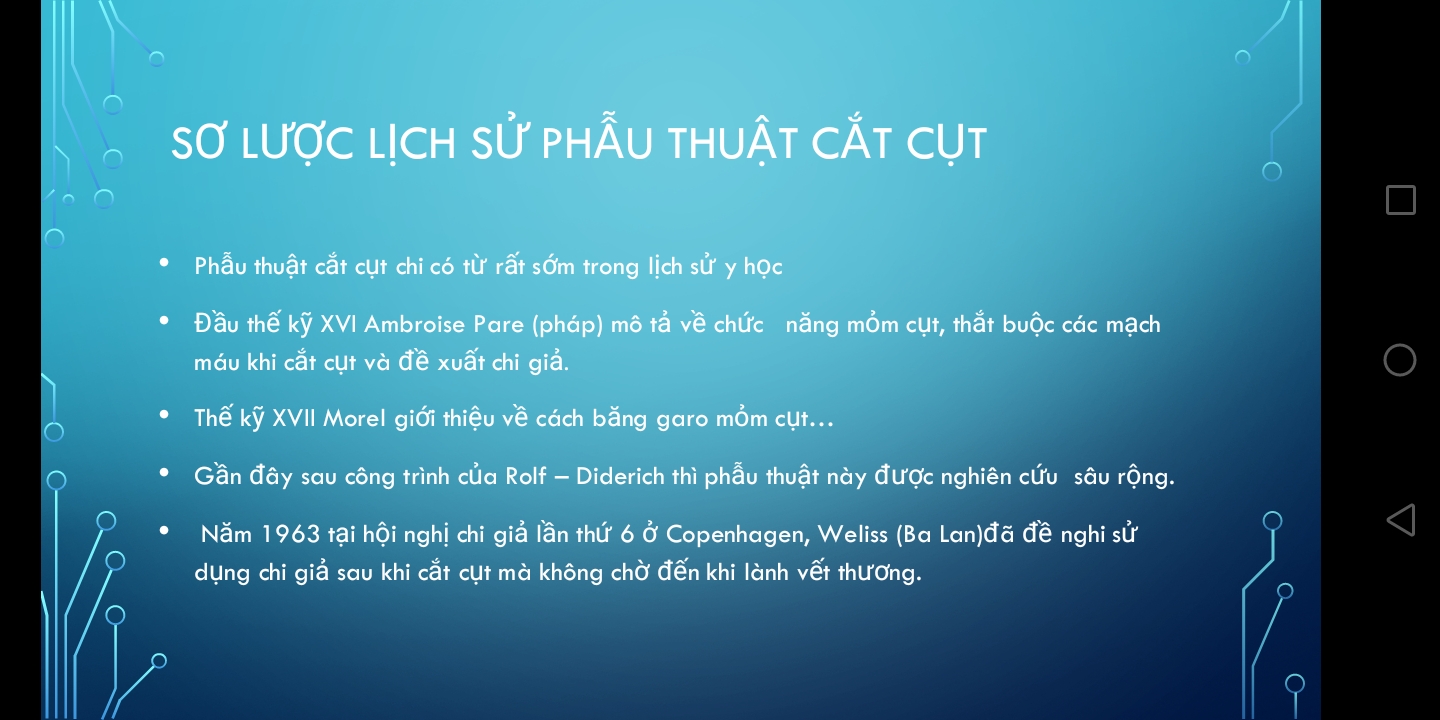 SƠ LƯỢC LỊCH SỬ PHẪU THUẬT CẮT CỤT
• Phẫu thuật cắt cụt chi có từ rất sớm trong lịch sử y học
• Đầu thế kỹ XVI Ambroise Pare (pháp) mô tả về chức năng mỏm cụt, thắt buộc các mạch
máu khi cắt cụt và đề xuất chi giả.
• Thế kỹ XVII Morel giới thiệu về cách băng garo mỏm cụt...
• Gần đây sau công trình của Rolf – Diderich thì phẫu thuật này được nghiên cứu sâu rộng.
• Năm 1963 tại hội nghị chi giả lần thứ 6 ở Copenhagen, Weliss (Ba Lan)đã đề nghi sử
dụng chi giả sau khi cắt cụt mà không chờ đến khi lành vết thương.